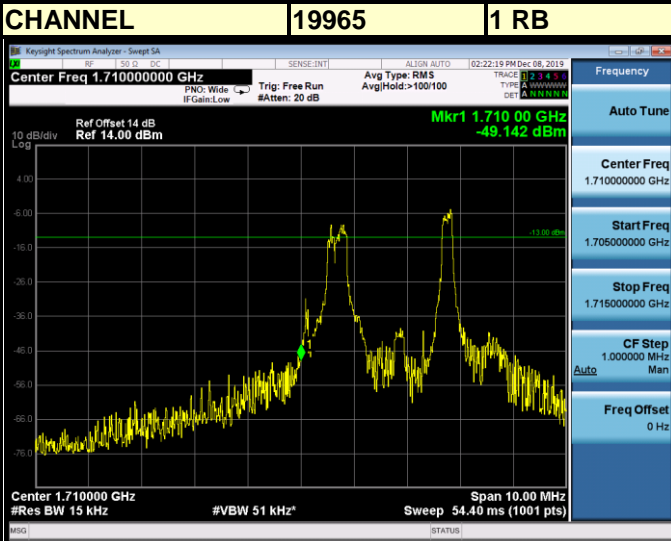 CHANNEL 19965 1 RB
Keysight Spectrum Analyzer - Swept SA
RF 50 Ω DC SENSE:INT ALIGN AUTO 02:22:19 PM Dec 08, 2019
Center Freq 1.710000000 GHz
PNO: Wide
IFGain:Low
Trig: Free Run
#Atten: 20 dB
Avg Type: RMS
Avg|Hold:>100/100
TRACE 1 2 3 4 5 6
TYPE A WWWWW
DET A N N N N N
Ref Offset 14 dB
Ref 14.00 dBm
10 dB/div
Log
Mkr1 1.710 00 GHz
-49.142 dBm
4.00
-6.00
-16.0
-26.0
-36.0
-46.0
-56.0
-66.0
-76.0
-13.00 dBm
1
Center 1.710000 GHz
#Res BW 15 kHz
#VBW 51 kHz*
Span 10.00 MHz
Sweep 54.40 ms (1001 pts)
MSG
STATUS
Frequency
Auto Tune
Center Freq
1.710000000 GHz
Start Freq
1.705000000 GHz
Stop Freq
1.715000000 GHz
CF Step
1.000000 MHz
Auto Man
Freq Offset
0 Hz